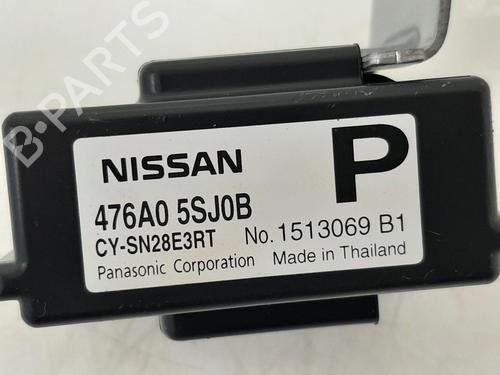 B-PARTS
NISSAN
P
476A0 5SJ0B
CY-SN28E3RT No.1513069 B1
Panasonic Corporation Made in Thailand